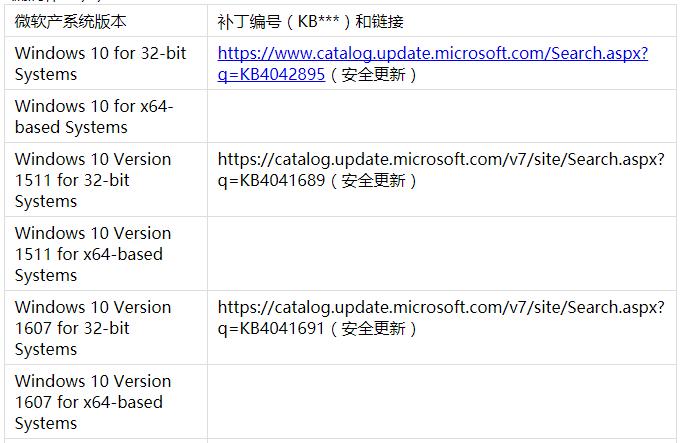 微软产系统版本
补丁编号（KB***）和链接
Windows 10 for 32-bit
Systems
https://www.catalog.update.microsoft.com/Search.aspx?
q=KB4042895（安全更新）
Windows 10 for x64-
based Systems
Windows 10 Version
1511 for 32-bit
Systems
https://catalog.update.microsoft.com/v7/site/Search.aspx?
q=KB4041689（安全更新）
Windows 10 Version
1511 for x64-based
Systems
Windows 10 Version
1607 for 32-bit
Systems
https://catalog.update.microsoft.com/v7/site/Search.aspx?
q=KB4041691（安全更新）
Windows 10 Version
1607 for x64-based
Systems